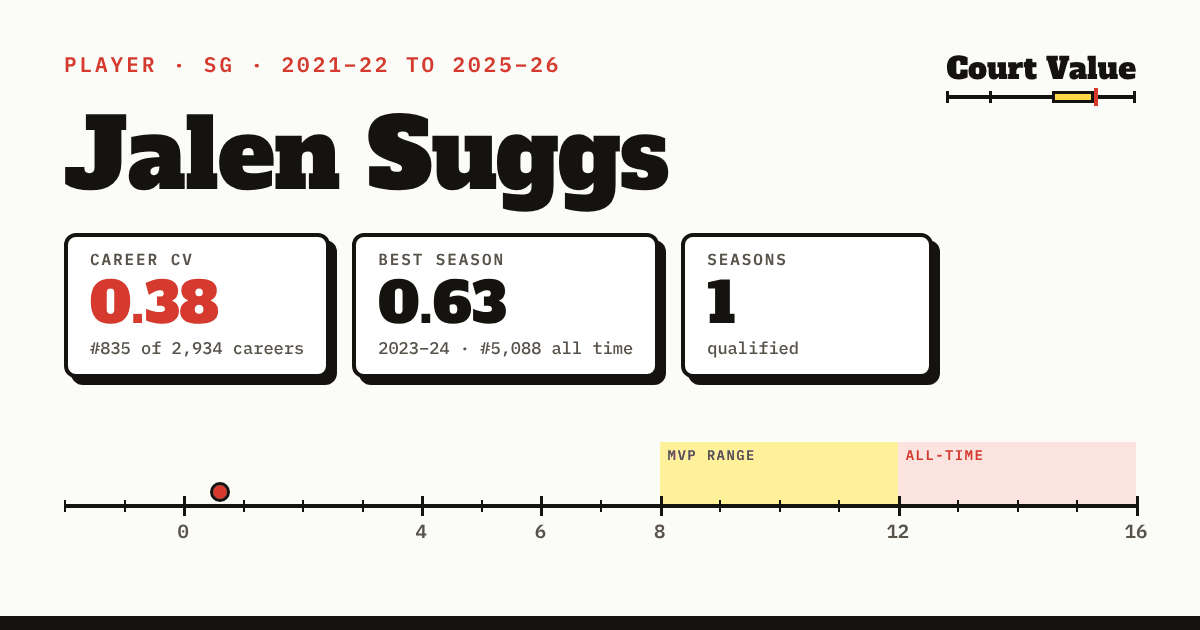 PLAYER · SG · 2021–22 TO 2025–26
Court Value
Jalen Suggs
CAREER CV
0.38
#835 of 2,934 careers
BEST SEASON
0.63
2023–24 · #5,088 all time
SEASONS
1
qualified
MVP RANGE
ALL-TIME
0
4
6
8
12
16